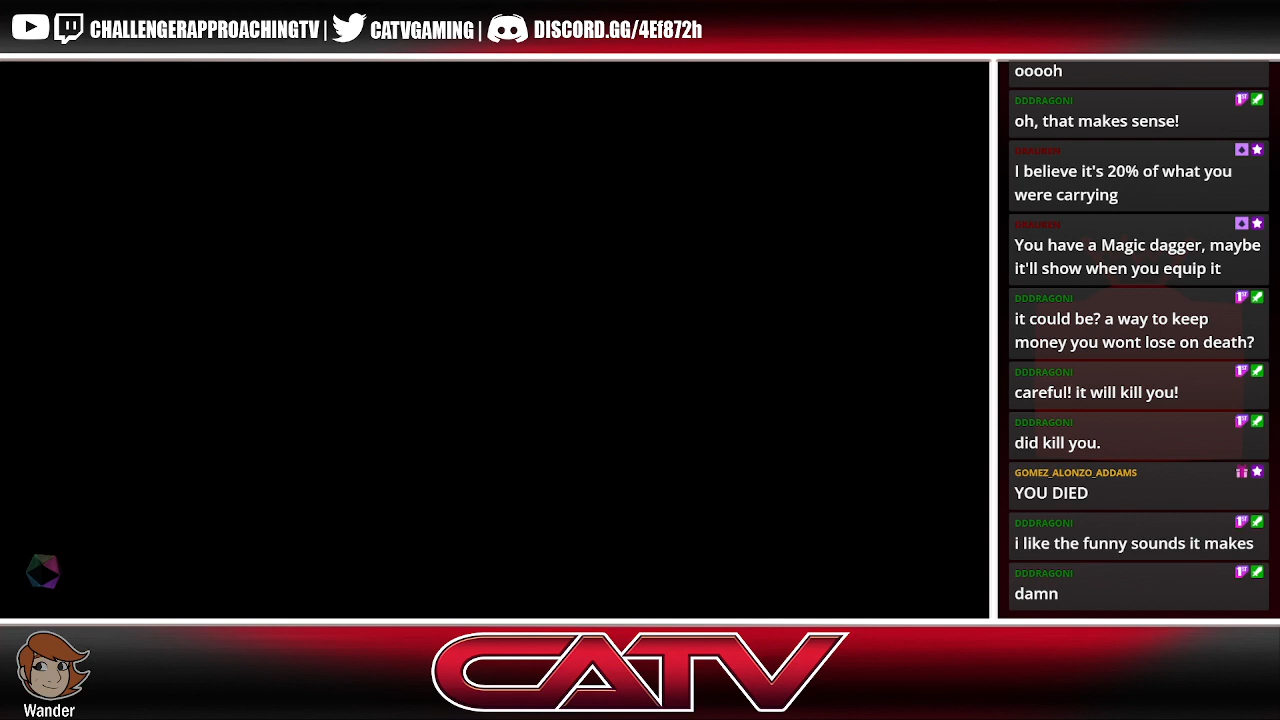 CHALLENGERAPPROACHINGTV | CATVGAMING | DISCORD.GG/4Ef872h
ooooh
DDDRAGONI
oh, that makes sense!
I believe it's 20% of what you
were carrying
You have a Magic dagger, maybe
it'll show when you equip it
DDDRAGONI
it could be? a way to keep
money you wont lose on death?
DDDRAGONI
careful! it will kill you!
DDDRAGONI
did kill you.
GOMEZ_ALONZO_ADDAMS
YOU DIED
DDDRAGONI
i like the funny sounds it makes
DDDRAGONI
damn
CATV
Wander